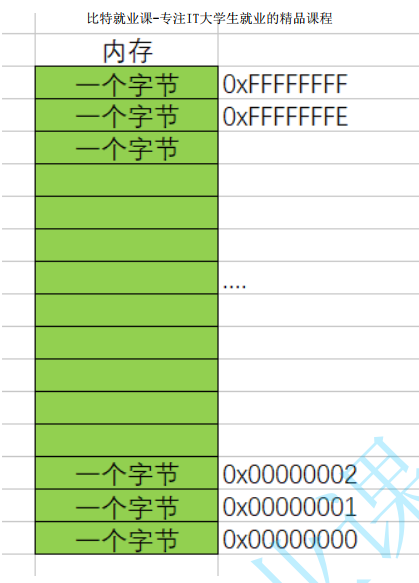 比特就业课-专注IT大学生就业的精品课程
内存
一个字节 0xFFFFFFFF
一个字节 0xFFFFFFFE
一个字节
....
一个字节 0x00000002
一个字节 0x00000001
一个字节 0x00000000
业课